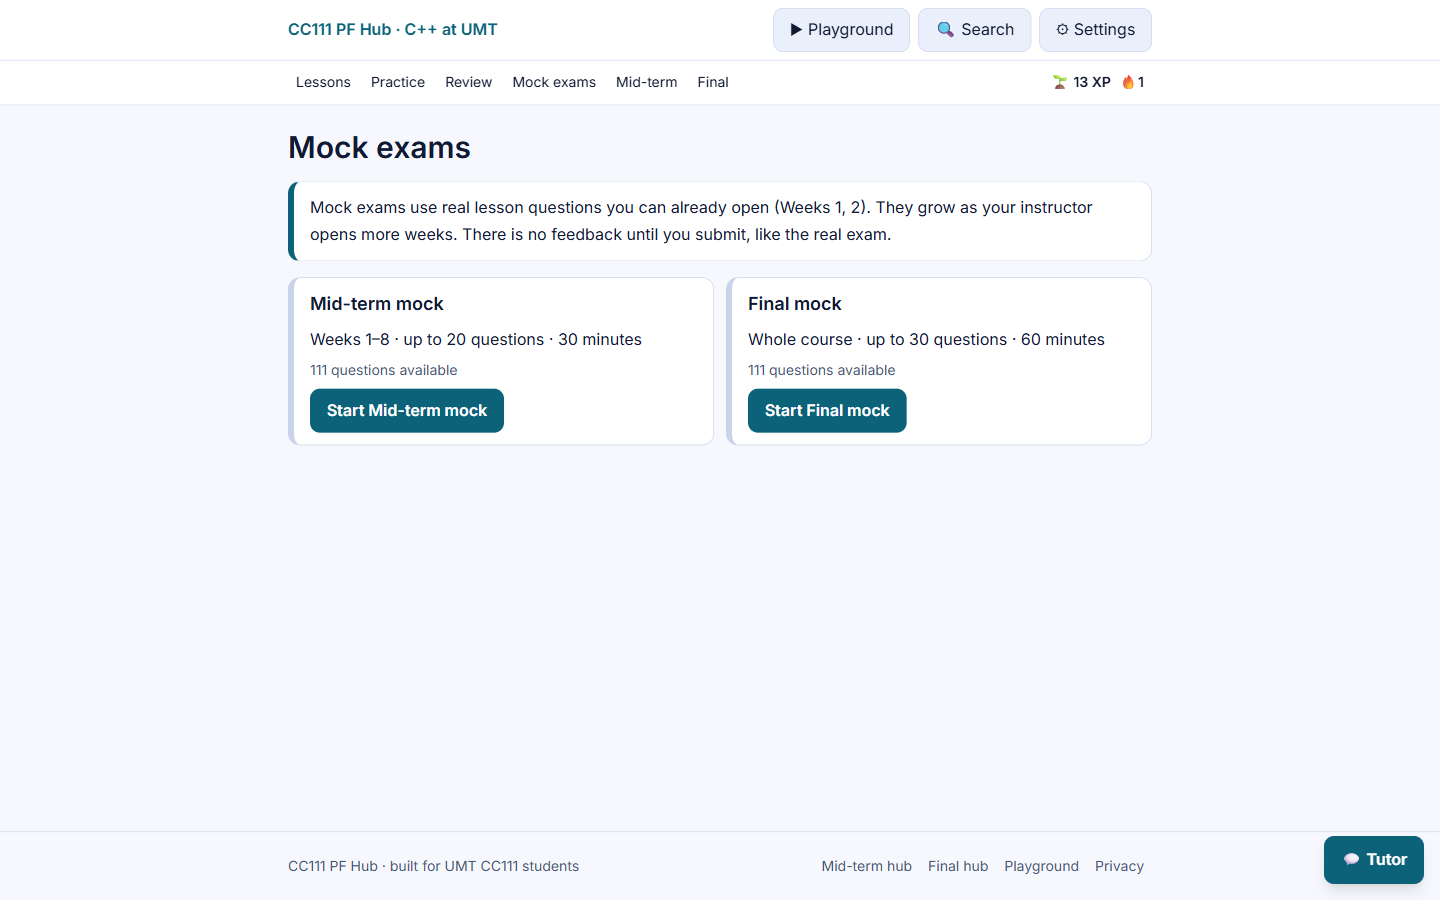 CC111 PF Hub · C++ at UMT
▶ Playground
🔍 Search
⚙ Settings
Lessons
Practice
Review
Mock exams
Mid-term
Final
🌱 13 XP 🔥 1
Mock exams
Mock exams use real lesson questions you can already open (Weeks 1, 2). They grow as your instructor
opens more weeks. There is no feedback until you submit, like the real exam.
Mid-term mock
Weeks 1–8 · up to 20 questions · 30 minutes
111 questions available
Start Mid-term mock
Final mock
Whole course · up to 30 questions · 60 minutes
111 questions available
Start Final mock
CC111 PF Hub · built for UMT CC111 students
Mid-term hub
Final hub
Playground
Privacy
💬 Tutor